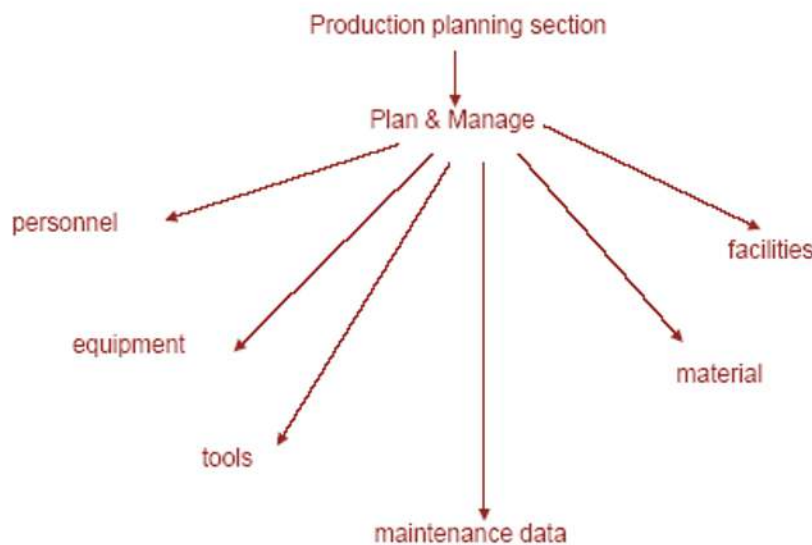 Production planning section
Plan & Manage
personnel
facilities
equipment
material
tools
maintenance data